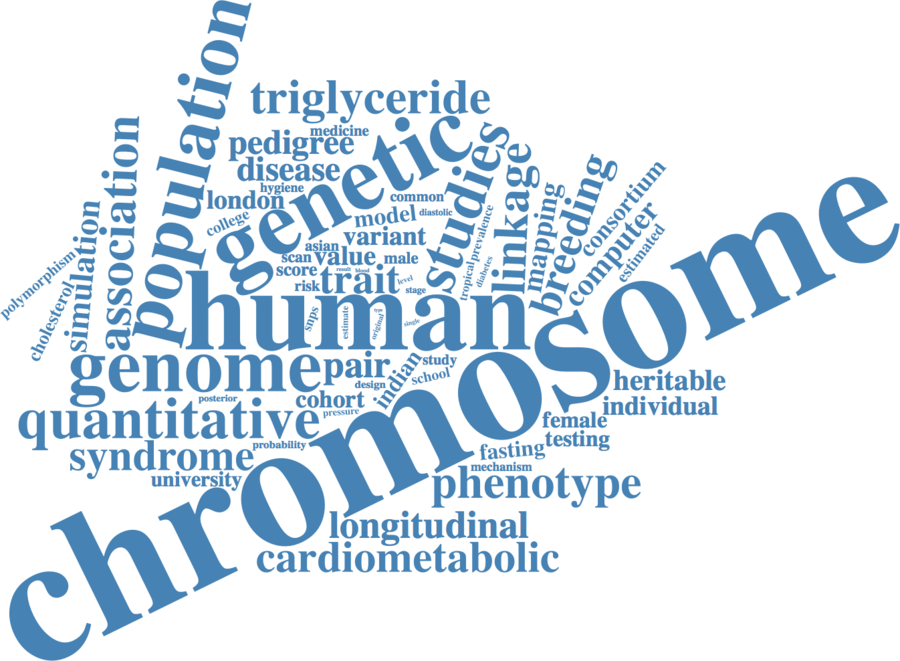 population
triglyceride
medicine
pedigree
genetic
disease
studies
hygiene
london
common
college
model
diastolic
linkage
association
simulation
polymorphism
cholesterol
asian
variant
scan
value
male
score
trait
result
blood
level
risk
stage
tropical
prevalence
diabetes
mapping
breeding
consortium
computer
estimated
human
snps
estimate
original
single
chromosome
genome
pair
study
indian
school
design
posterior
cohort
pressure
quantitative
probability
syndrome
university
heritable
individual
female
testing
fasting
mechanism
phenotype
longitudinal
cardiometabolic